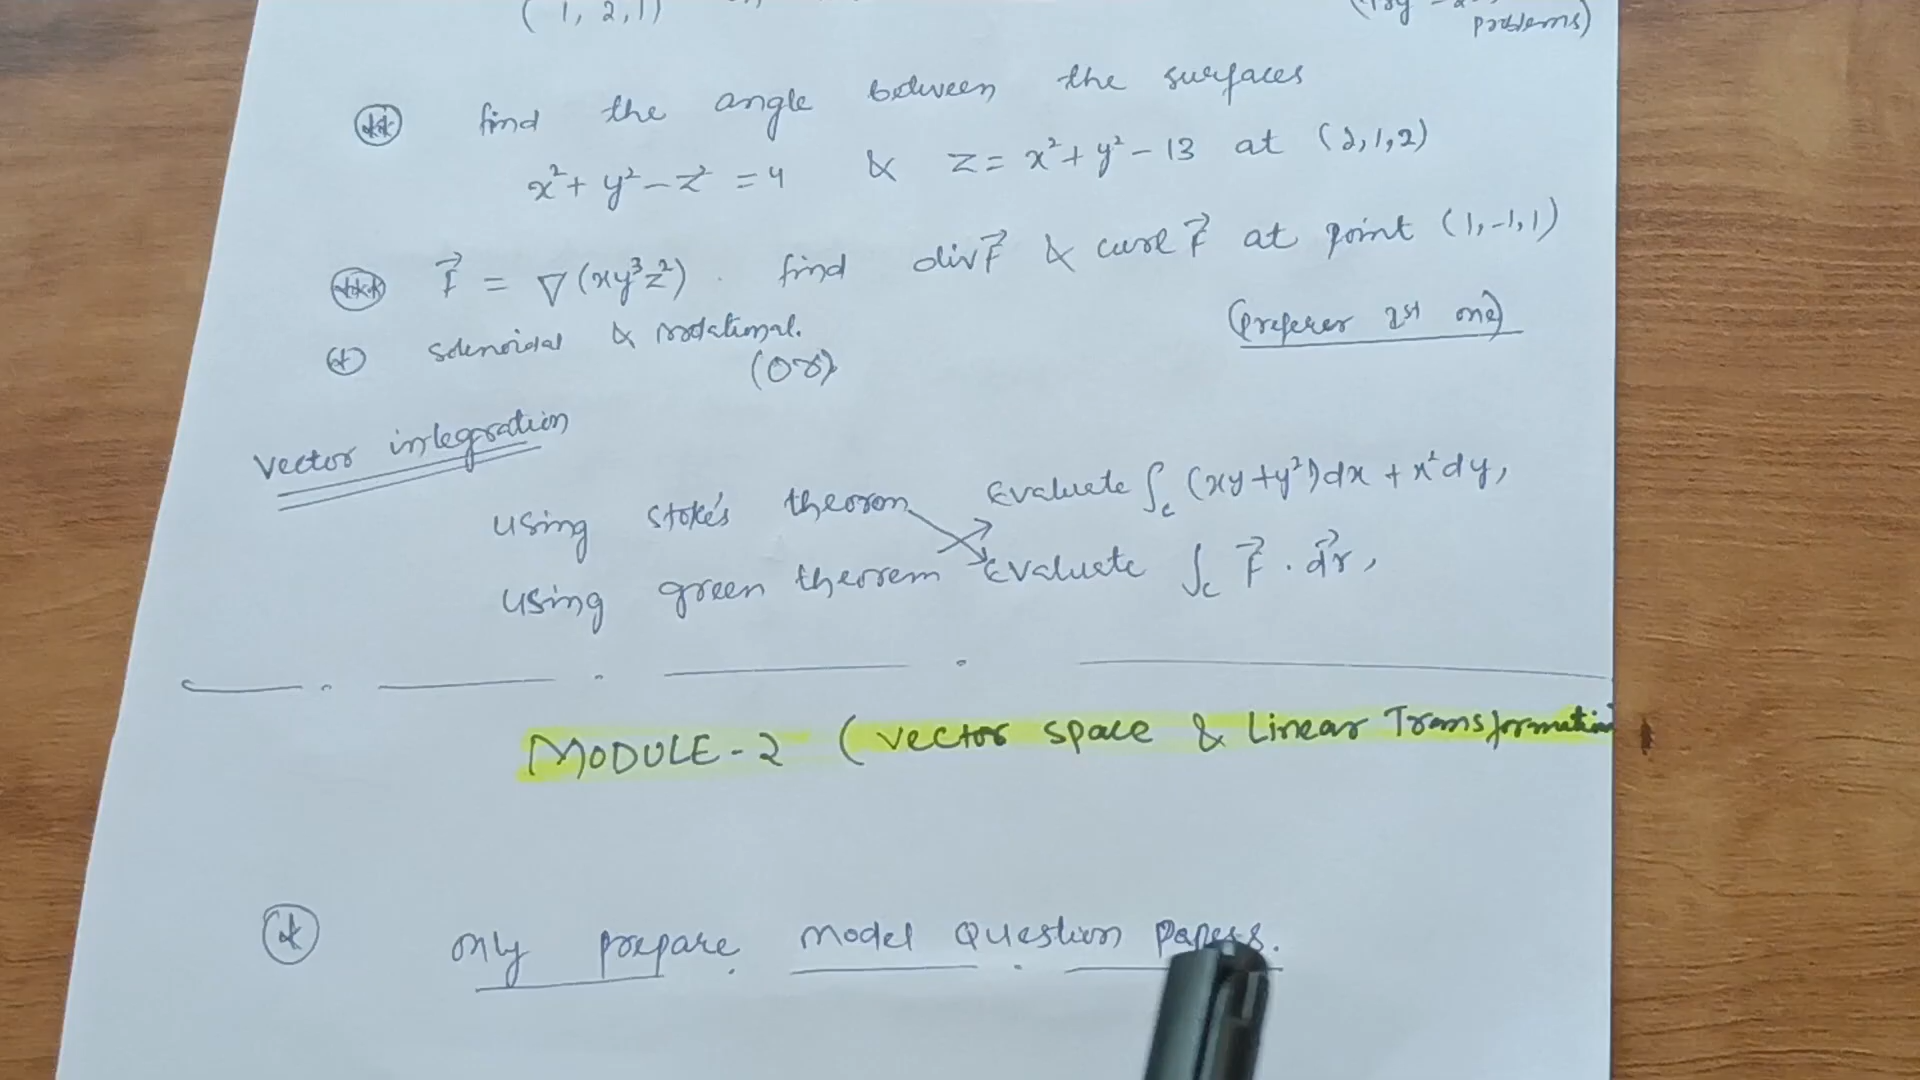 (1, 2, 1)
problems)
find the angle between the surfaces
x² + y² - z² = 4 & z = x² + y² - 13 at (2,1,2)
F⃗ = ∇(xy³z²). find div F⃗ & curl F⃗ at point (1,-1,1)
(preferer 1st one)
Solenoidal & irrotational.
(Or)
Vector integration
using stoke's theorem Evaluate ∫c (xy+y²)dx + x²dy,
using green theorem Evaluate ∫c F⃗ . dr⃗,
MODULE-2 (Vector space & Linear Transformation
only prepare model Question papers.